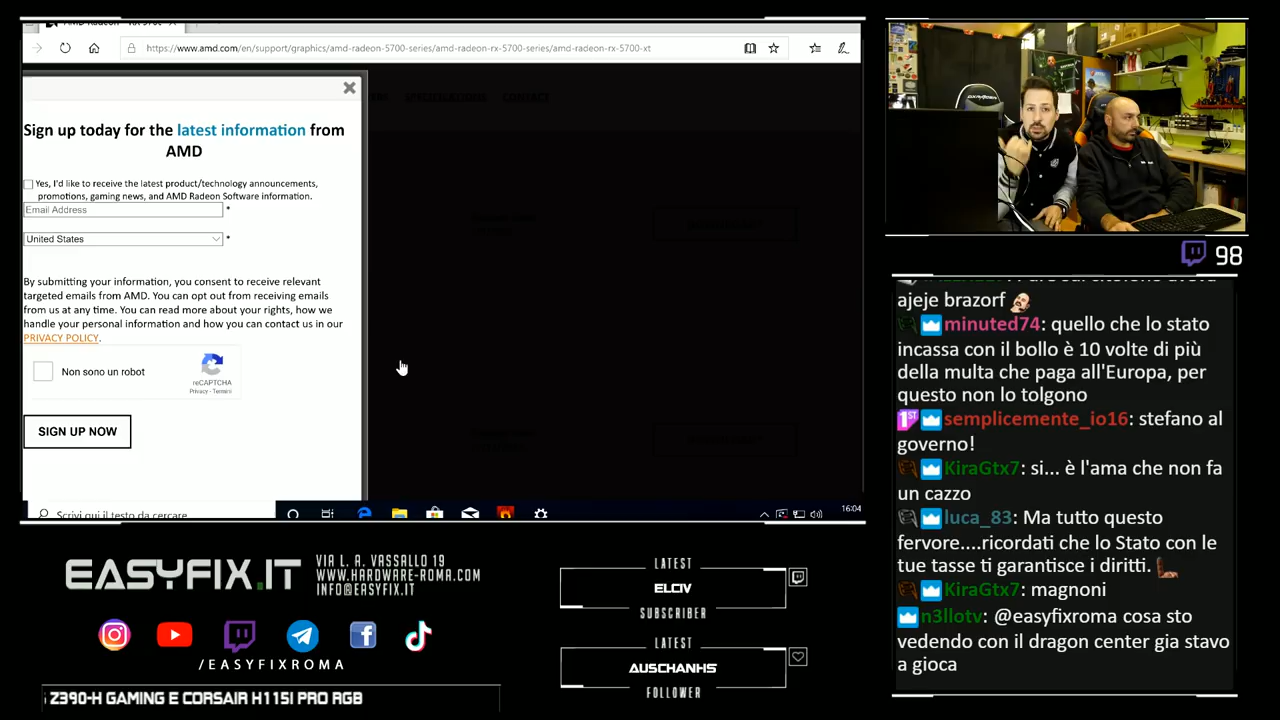 https://www.amd.com/en/support/graphics/amd-radeon-5700-series/amd-radeon-rx-5700-series/amd-radeon-rx-5700-xt
Sign up today for the latest information from
AMD
Yes, I'd like to receive the latest product/technology announcements,
promotions, gaming news, and AMD Radeon Software information.
Email Address *
United States *
By submitting your information, you consent to receive relevant
targeted emails from AMD. You can opt out from receiving emails
from us at any time. You can read more about your rights, how we
handle your personal information and how you can contact us in our
PRIVACY POLICY.
Non sono un robot
reCAPTCHA
Privacy - Termini
SIGN UP NOW
Scrivi qui il testo da cercare
16:04
98
ajeje brazorf
minuted74: quello che lo stato
incassa con il bollo è 10 volte di più
della multa che paga all'Europa, per
questo non lo tolgono
1ST semplicemente_io16: stefano al
governo!
KiraGtx7: si... è l'ama che non fa
un cazzo
luca_83: Ma tutto questo
fervore....ricordati che lo Stato con le
tue tasse ti garantisce i diritti.
KiraGtx7: magnoni
n3llotv: @easyfixroma cosa sto
vedendo con il dragon center gia stavo
a gioca
EASYFIX.IT
VIA L. A. VASSALLO 19
WWW.HARDWARE-ROMA.COM
INFO@EASYFIX.IT
/EASYFIXROMA
LATEST
ELCIV
SUBSCRIBER
LATEST
AUSCHANHS
FOLLOWER
Z390-H GAMING E CORSAIR H115I PRO RGB